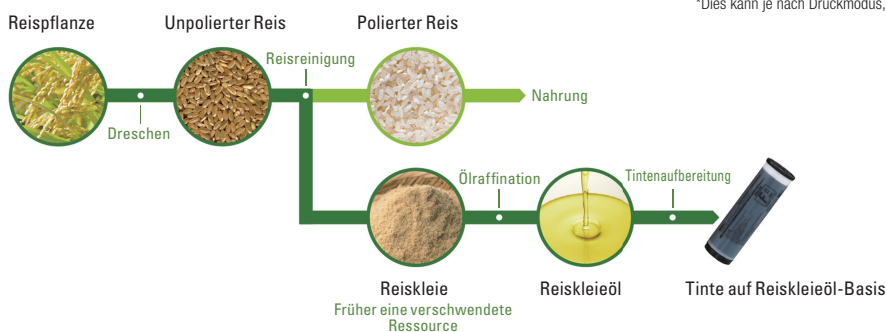 *Dies kann je nach Druckmodus,
Reispflanze
Unpolierter Reis
Polierter Reis
Reisreinigung
Nahrung
Dreschen
Ölraffination
Tintenaufbereitung
Reiskleie
Früher eine verschwendete
Ressource
Reiskleieöl
Tinte auf Reiskleieöl-Basis